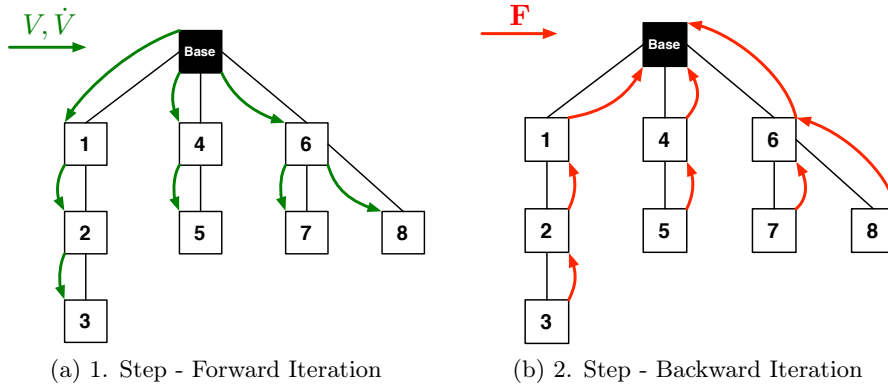 V, V̇
Base
1
4
6
2
5
7
8
3
(a) 1. Step - Forward Iteration
F
Base
1
4
6
2
5
7
8
3
(b) 2. Step - Backward Iteration